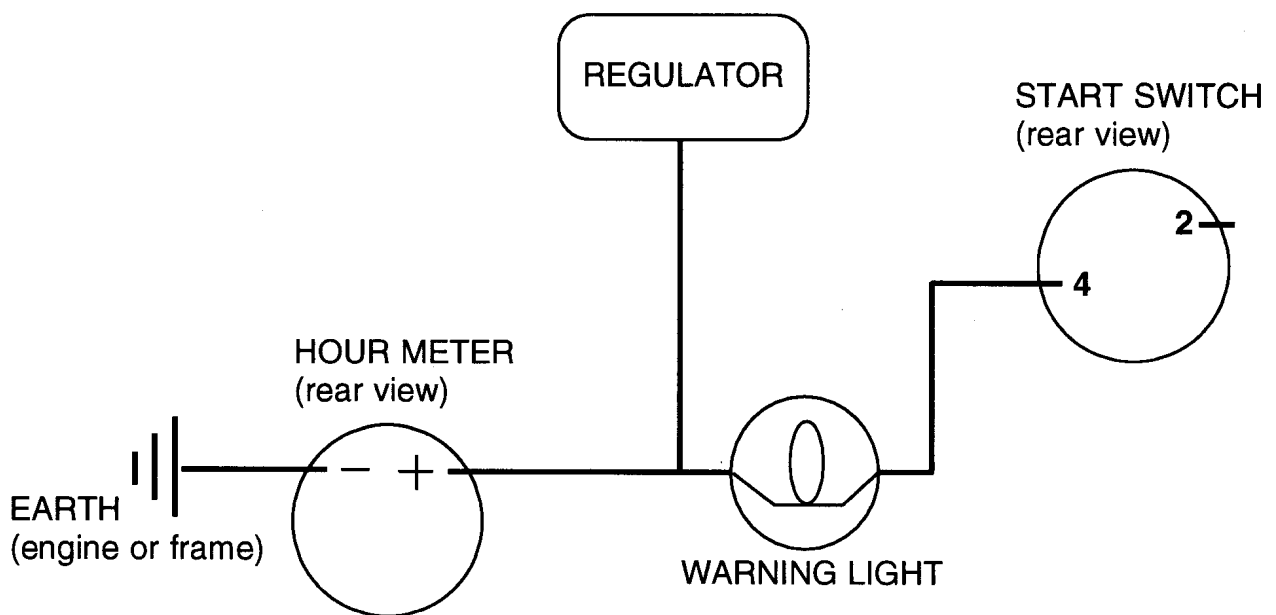 REGULATOR
START SWITCH
(rear view)
2
4
HOUR METER
(rear view)
- +
EARTH
(engine or frame)
WARNING LIGHT